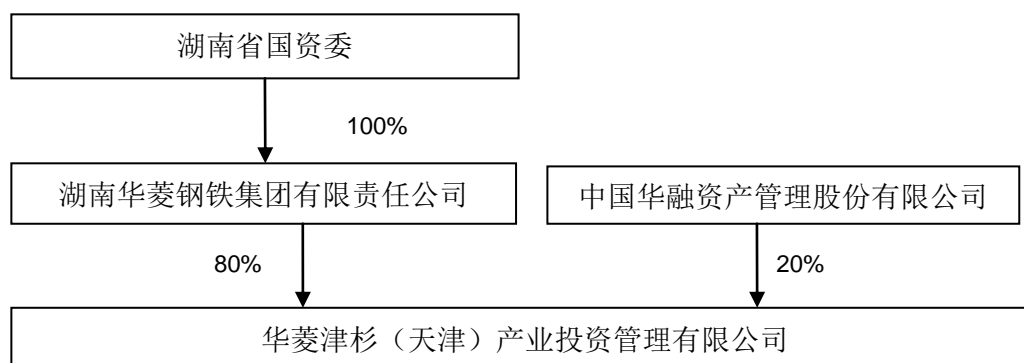 湖南省国资委
100%
湖南华菱钢铁集团有限责任公司
中国华融资产管理股份有限公司
80%
20%
华菱津杉（天津）产业投资管理有限公司